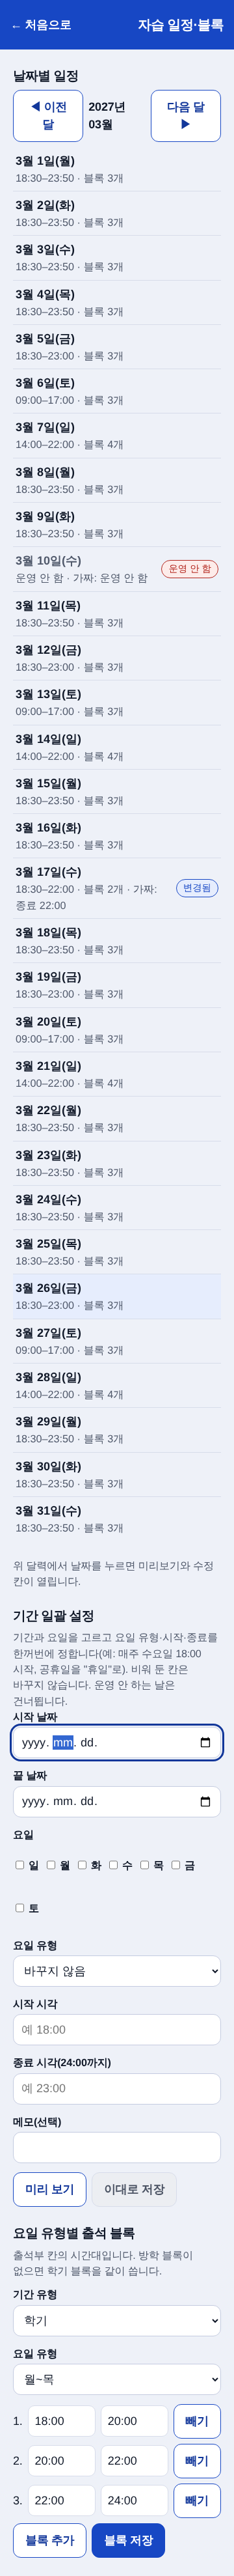 ← 처음으로
자습 일정·블록
날짜별 일정
◀ 이전
달
2027년
03월
다음 달
▶
3월 1일(월)
18:30–23:50 · 블록 3개
3월 2일(화)
18:30–23:50 · 블록 3개
3월 3일(수)
18:30–23:50 · 블록 3개
3월 4일(목)
18:30–23:50 · 블록 3개
3월 5일(금)
18:30–23:00 · 블록 3개
3월 6일(토)
09:00–17:00 · 블록 3개
3월 7일(일)
14:00–22:00 · 블록 4개
3월 8일(월)
18:30–23:50 · 블록 3개
3월 9일(화)
18:30–23:50 · 블록 3개
3월 10일(수)
운영 안 함 · 가짜: 운영 안 함
운영 안 함
3월 11일(목)
18:30–23:50 · 블록 3개
3월 12일(금)
18:30–23:00 · 블록 3개
3월 13일(토)
09:00–17:00 · 블록 3개
3월 14일(일)
14:00–22:00 · 블록 4개
3월 15일(월)
18:30–23:50 · 블록 3개
3월 16일(화)
18:30–23:50 · 블록 3개
3월 17일(수)
18:30–22:00 · 블록 2개 · 가짜:
종료 22:00
변경됨
3월 18일(목)
18:30–23:50 · 블록 3개
3월 19일(금)
18:30–23:00 · 블록 3개
3월 20일(토)
09:00–17:00 · 블록 3개
3월 21일(일)
14:00–22:00 · 블록 4개
3월 22일(월)
18:30–23:50 · 블록 3개
3월 23일(화)
18:30–23:50 · 블록 3개
3월 24일(수)
18:30–23:50 · 블록 3개
3월 25일(목)
18:30–23:50 · 블록 3개
3월 26일(금)
18:30–23:00 · 블록 3개
3월 27일(토)
09:00–17:00 · 블록 3개
3월 28일(일)
14:00–22:00 · 블록 4개
3월 29일(월)
18:30–23:50 · 블록 3개
3월 30일(화)
18:30–23:50 · 블록 3개
3월 31일(수)
18:30–23:50 · 블록 3개
위 달력에서 날짜를 누르면 미리보기와 수정
칸이 열립니다.
기간 일괄 설정
기간과 요일을 고르고 요일 유형·시작·종료를
한꺼번에 정합니다(예: 매주 수요일 18:00
시작, 공휴일을 "휴일"로). 비워 둔 칸은
바꾸지 않습니다. 운영 안 하는 날은
건너뜁니다.
시작 날짜
yyyy. mm. dd.
끝 날짜
yyyy. mm. dd.
요일
일 월 화 수 목 금
토
요일 유형
바꾸지 않음
시작 시각
예 18:00
종료 시각(24:00까지)
예 23:00
메모(선택)
미리 보기
이대로 저장
요일 유형별 출석 블록
출석부 칸의 시간대입니다. 방학 블록이
없으면 학기 블록을 같이 씁니다.
기간 유형
학기
요일 유형
월~목
1. 18:00 20:00 빼기
2. 20:00 22:00 빼기
3. 22:00 24:00 빼기
블록 추가
블록 저장